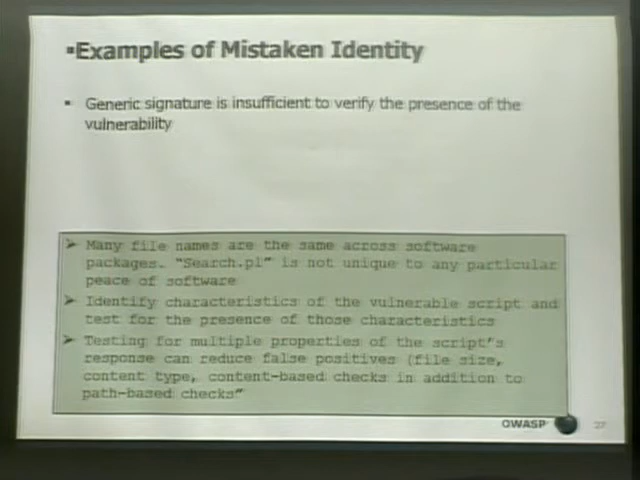 ▪Examples of Mistaken Identity
▪ Generic signature is insufficient to verify the presence of the
vulnerability
➢ Many file names are the same across software
packages. "Search.pl" is not unique to any particular
peace of software
➢ Identify characteristics of the vulnerable script and
test for the presence of those characteristics
➢ Testing for multiple properties of the script's
response can reduce false positives (file size,
content type, content-based checks in addition to
path-based checks"
OWASP
27